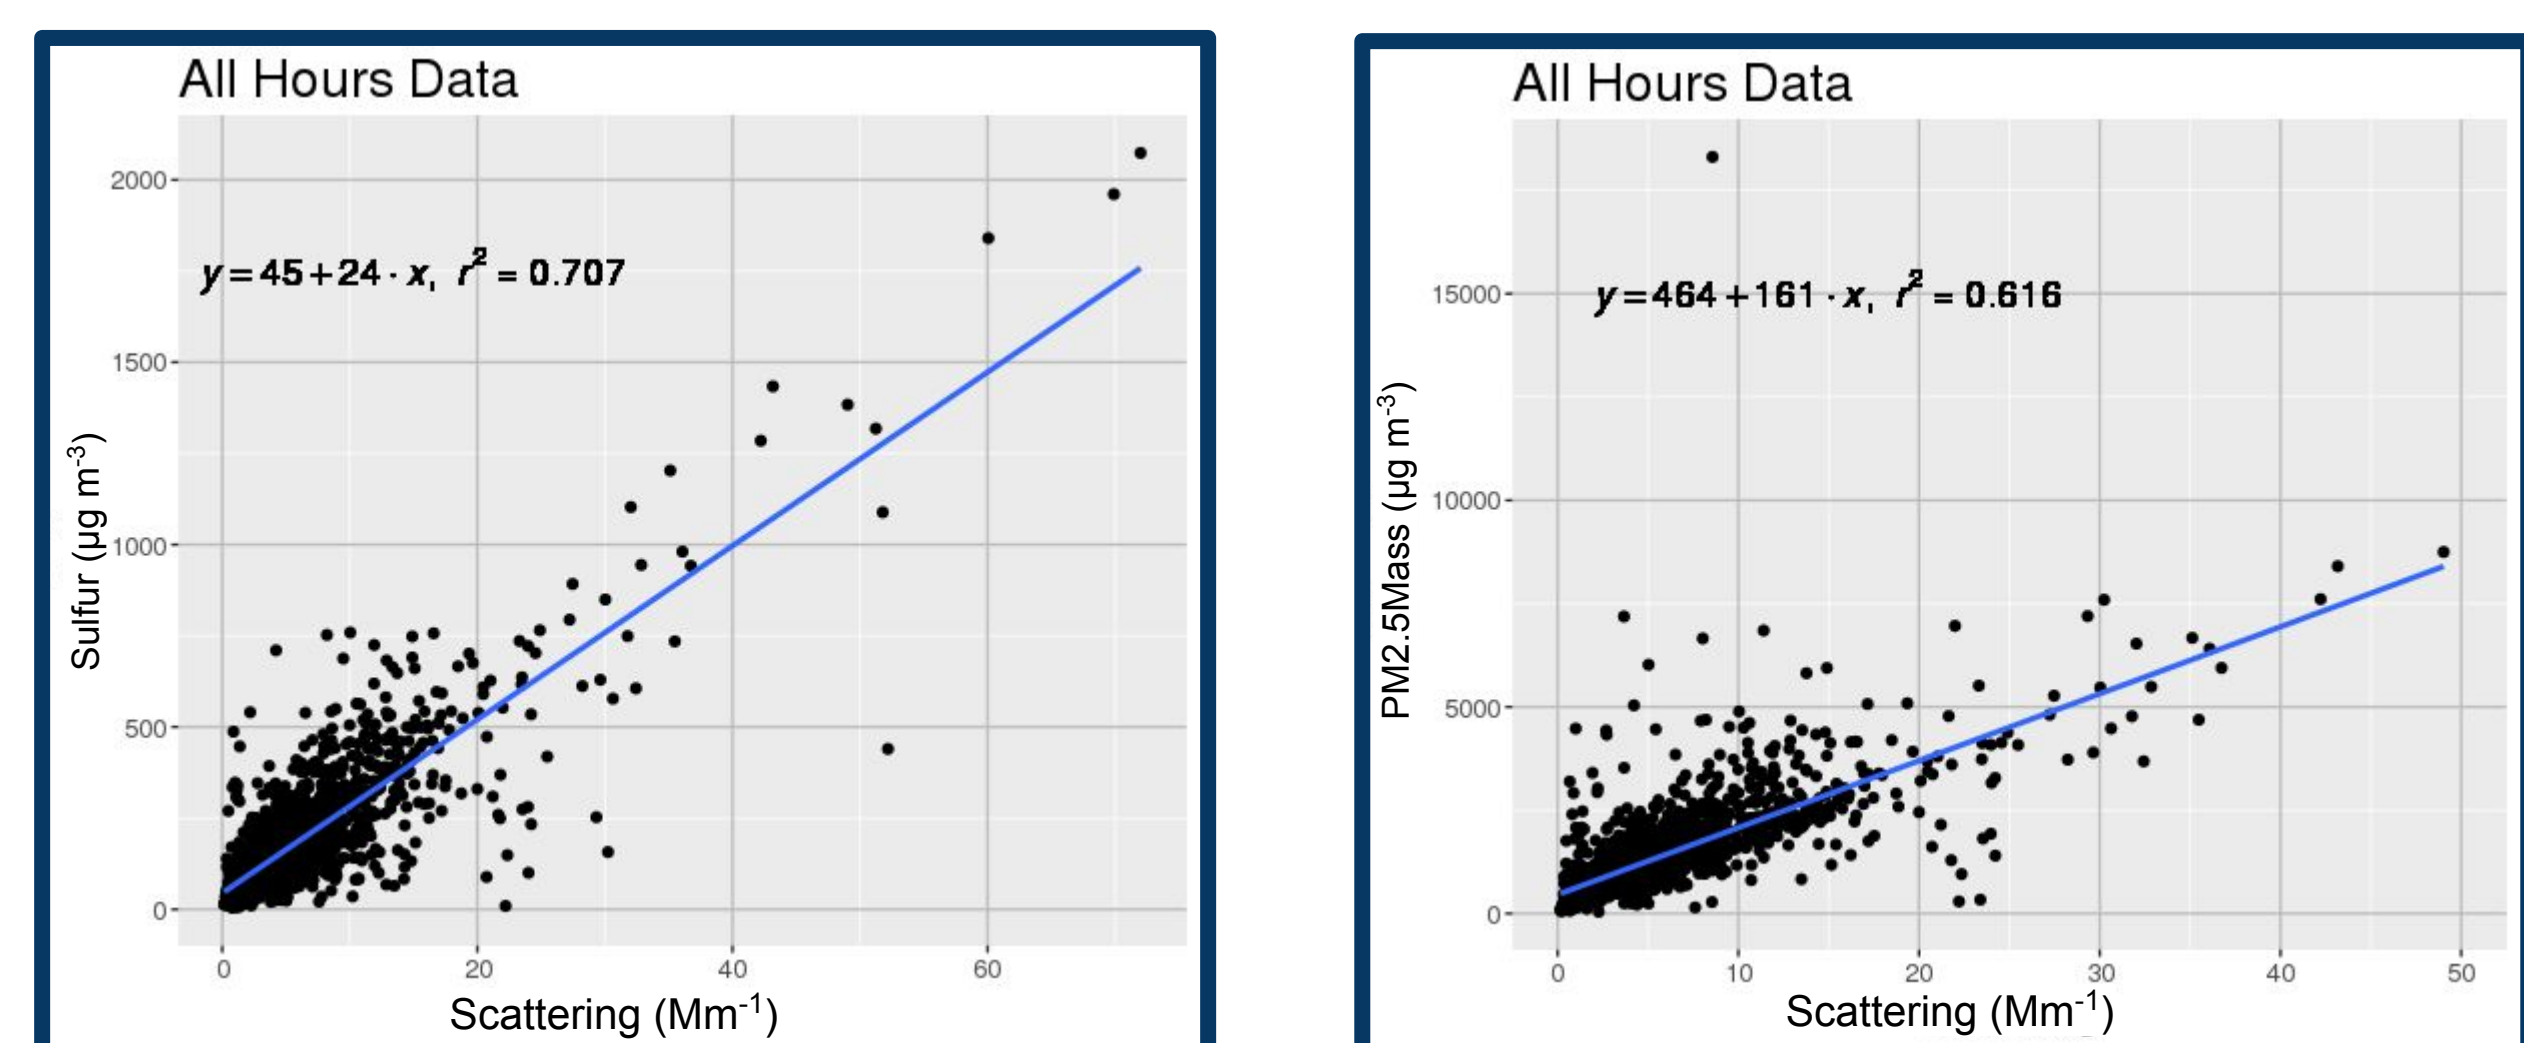 All Hours Data
2000
1500
1000
500
0
y = 45 + 24 · x, r² = 0.707
Sulfur (µg m⁻³)
0 20 40 60
Scattering (Mm⁻¹)
All Hours Data
15000
10000
5000
0
y = 464 + 161 · x, r² = 0.616
PM2.5Mass (µg m⁻³)
0 10 20 30 40 50
Scattering (Mm⁻¹)